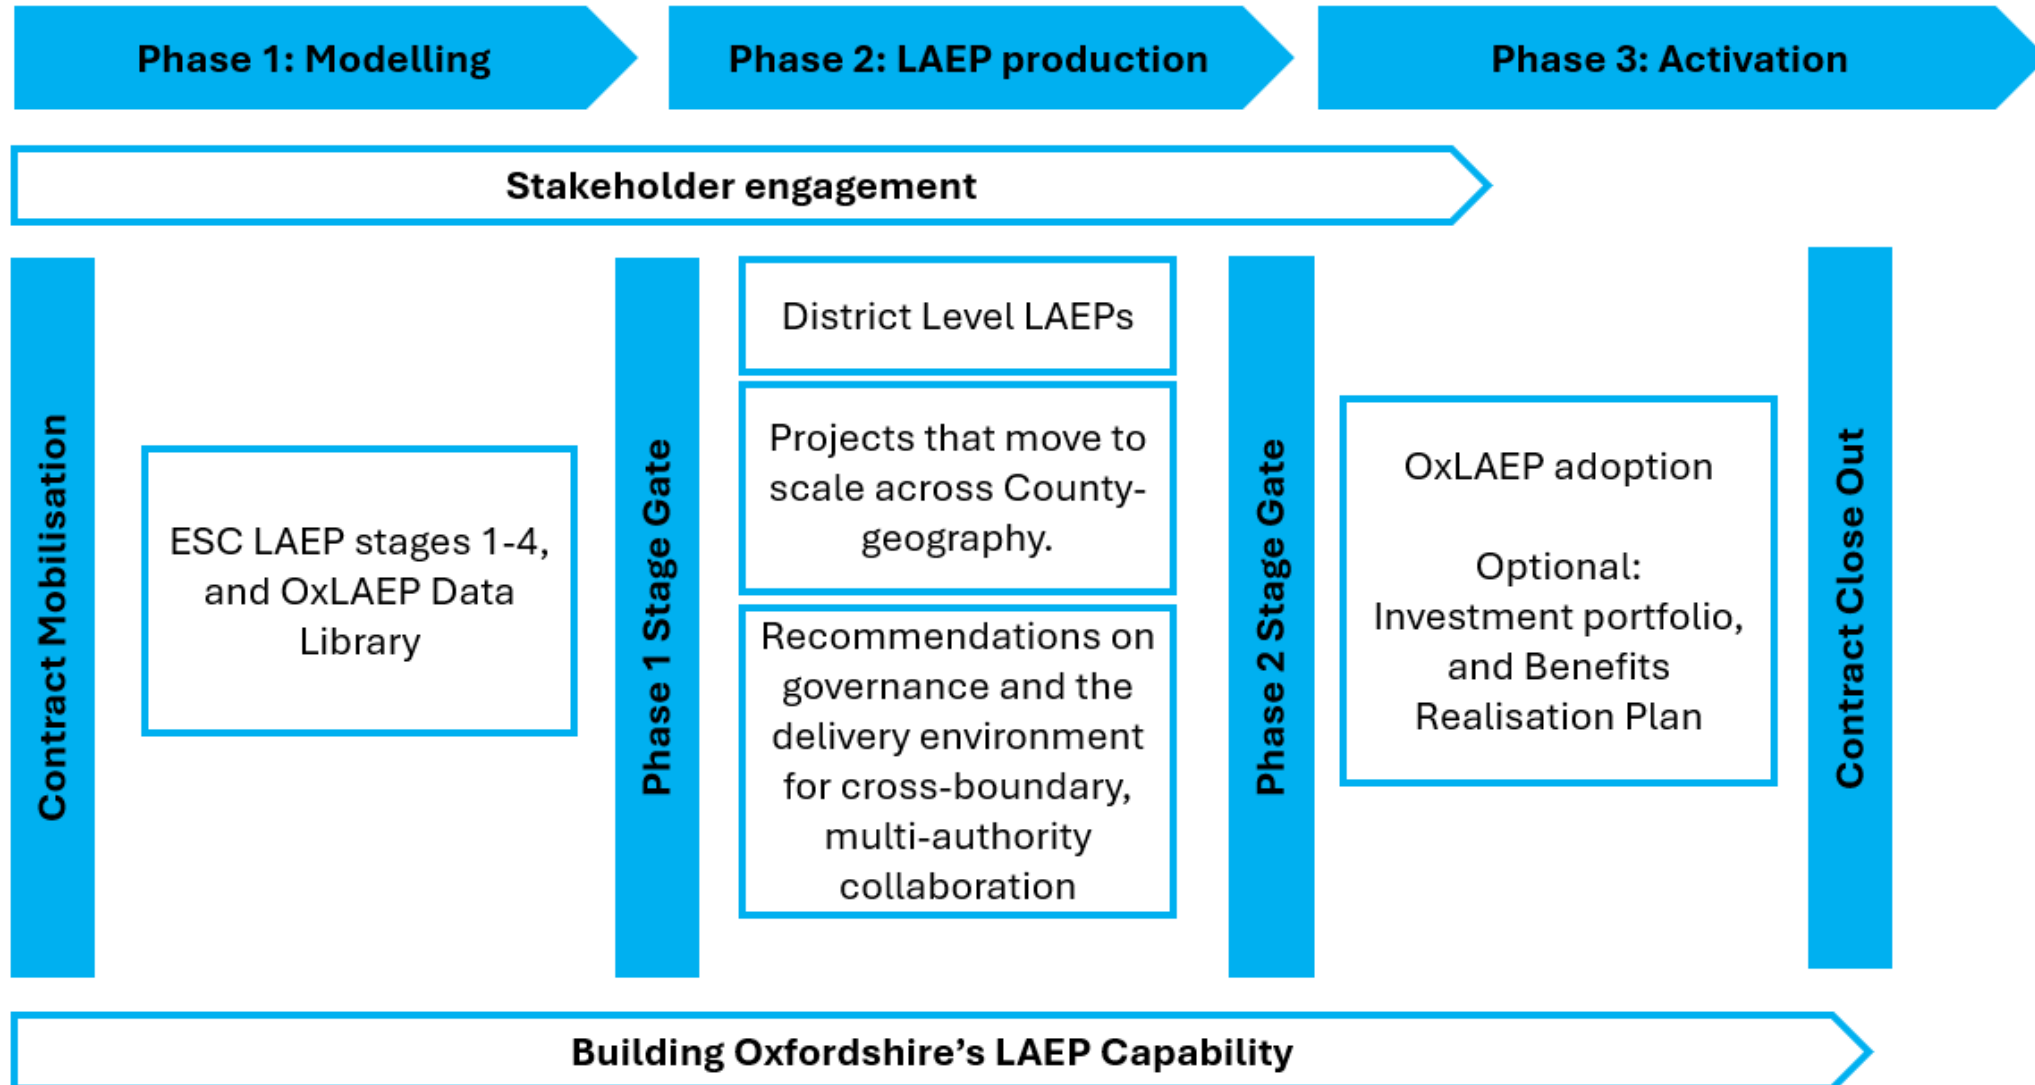 Phase 1: Modelling
Phase 2: LAEP production
Phase 3: Activation
Stakeholder engagement
Contract Mobilisation
ESC LAEP stages 1-4,
and OxLAEP Data
Library
Phase 1 Stage Gate
District Level LAEPs
Projects that move to
scale across County-
geography.
Recommendations on
governance and the
delivery environment
for cross-boundary,
multi-authority
collaboration
Phase 2 Stage Gate
OxLAEP adoption
Optional:
Investment portfolio,
and Benefits
Realisation Plan
Contract Close Out
Building Oxfordshire’s LAEP Capability